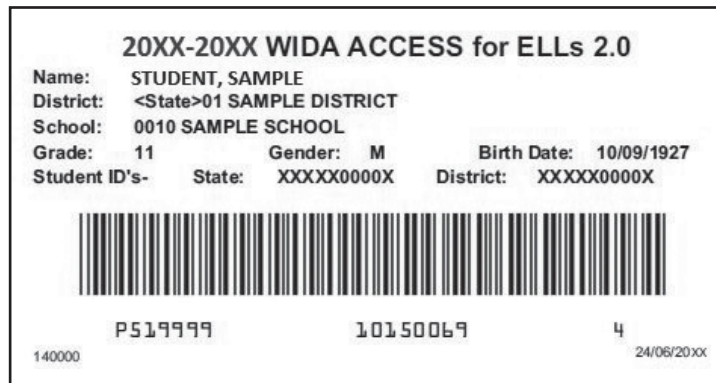 20XX-20XX WIDA ACCESS for ELLs 2.0
Name: STUDENT, SAMPLE
District: <State>01 SAMPLE DISTRICT
School: 0010 SAMPLE SCHOOL
Grade: 11 Gender: M Birth Date: 10/09/1927
Student ID's- State: XXXXX0000X District: XXXXX0000X
P519999 10150069 4
140000 24/06/20XX